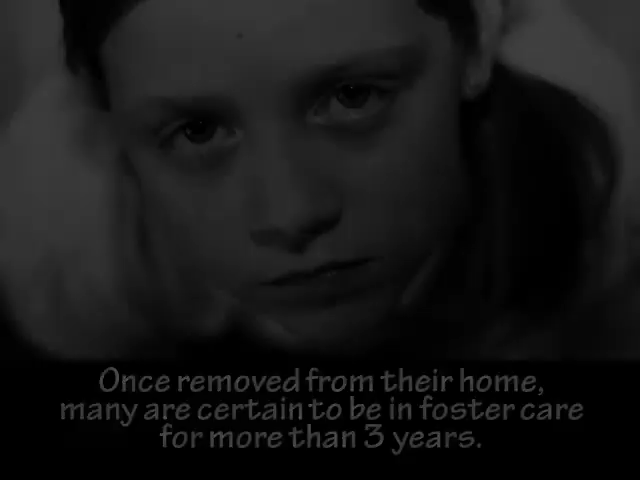 Once removed from their home,
many are certain to be in foster care
for more than 3 years.